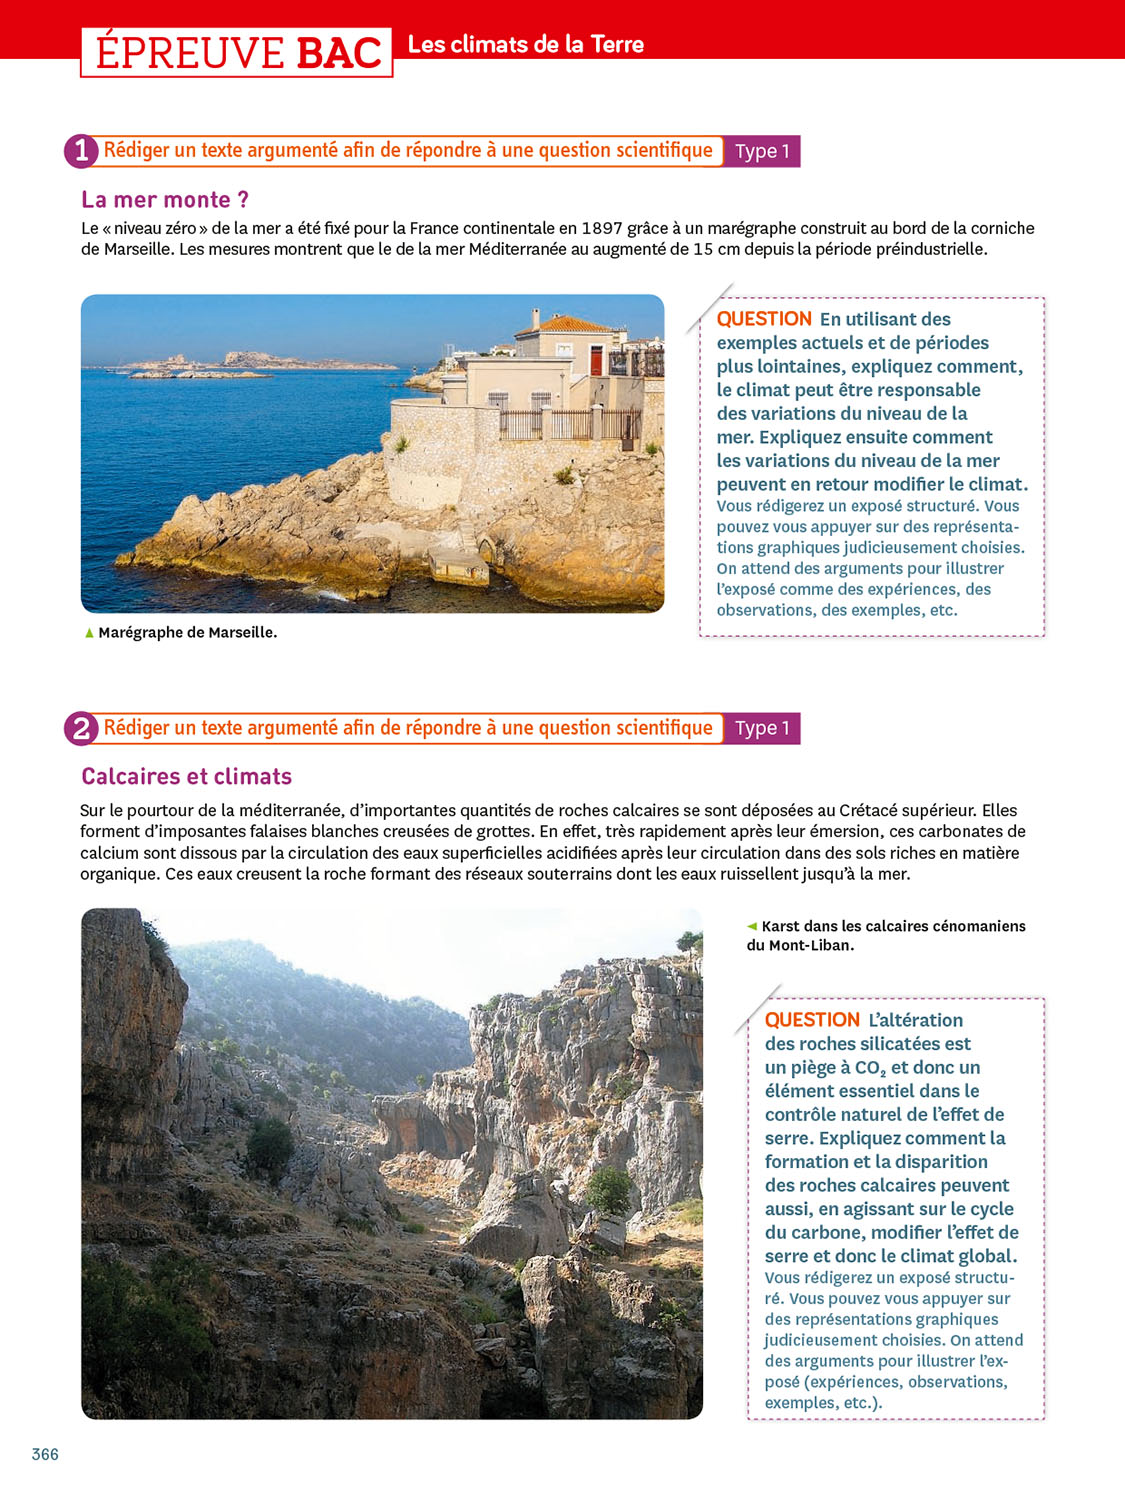 ÉPREUVE BAC
Les climats de la Terre
1 Rédiger un texte argumenté afin de répondre à une question scientifique Type 1
La mer monte ?
Le « niveau zéro » de la mer a été fixé pour la France continentale en 1897 grâce à un marégraphe construit au bord de la corniche
de Marseille. Les mesures montrent que le de la mer Méditerranée au augmenté de 15 cm depuis la période préindustrielle.
QUESTION En utilisant des
exemples actuels et de périodes
plus lointaines, expliquez comment,
le climat peut être responsable
des variations du niveau de la
mer. Expliquez ensuite comment
les variations du niveau de la mer
peuvent en retour modifier le climat.
Vous rédigerez un exposé structuré. Vous
pouvez vous appuyer sur des représenta-
tions graphiques judicieusement choisies.
On attend des arguments pour illustrer
l'exposé comme des expériences, des
observations, des exemples, etc.
▲ Marégraphe de Marseille.
2 Rédiger un texte argumenté afin de répondre à une question scientifique Type 1
Calcaires et climats
Sur le pourtour de la méditerranée, d'importantes quantités de roches calcaires se sont déposées au Crétacé supérieur. Elles
forment d'imposantes falaises blanches creusées de grottes. En effet, très rapidement après leur émersion, ces carbonates de
calcium sont dissous par la circulation des eaux superficielles acidifiées après leur circulation dans des sols riches en matière
organique. Ces eaux creusent la roche formant des réseaux souterrains dont les eaux ruissellent jusqu'à la mer.
◄ Karst dans les calcaires cénomaniens
du Mont-Liban.
QUESTION L'altération
des roches silicatées est
un piège à CO₂ et donc un
élément essentiel dans le
contrôle naturel de l'effet de
serre. Expliquez comment la
formation et la disparition
des roches calcaires peuvent
aussi, en agissant sur le cycle
du carbone, modifier l'effet de
serre et donc le climat global.
Vous rédigerez un exposé structu-
ré. Vous pouvez vous appuyer sur
des représentations graphiques
judicieusement choisies. On attend
des arguments pour illustrer l'ex-
posé (expériences, observations,
exemples, etc.).
366